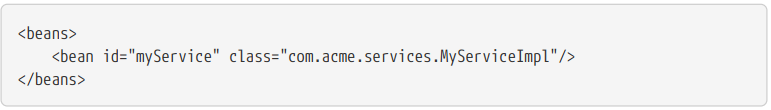 <beans>
    <bean id="myService" class="com.acme.services.MyServiceImpl"/>
</beans>